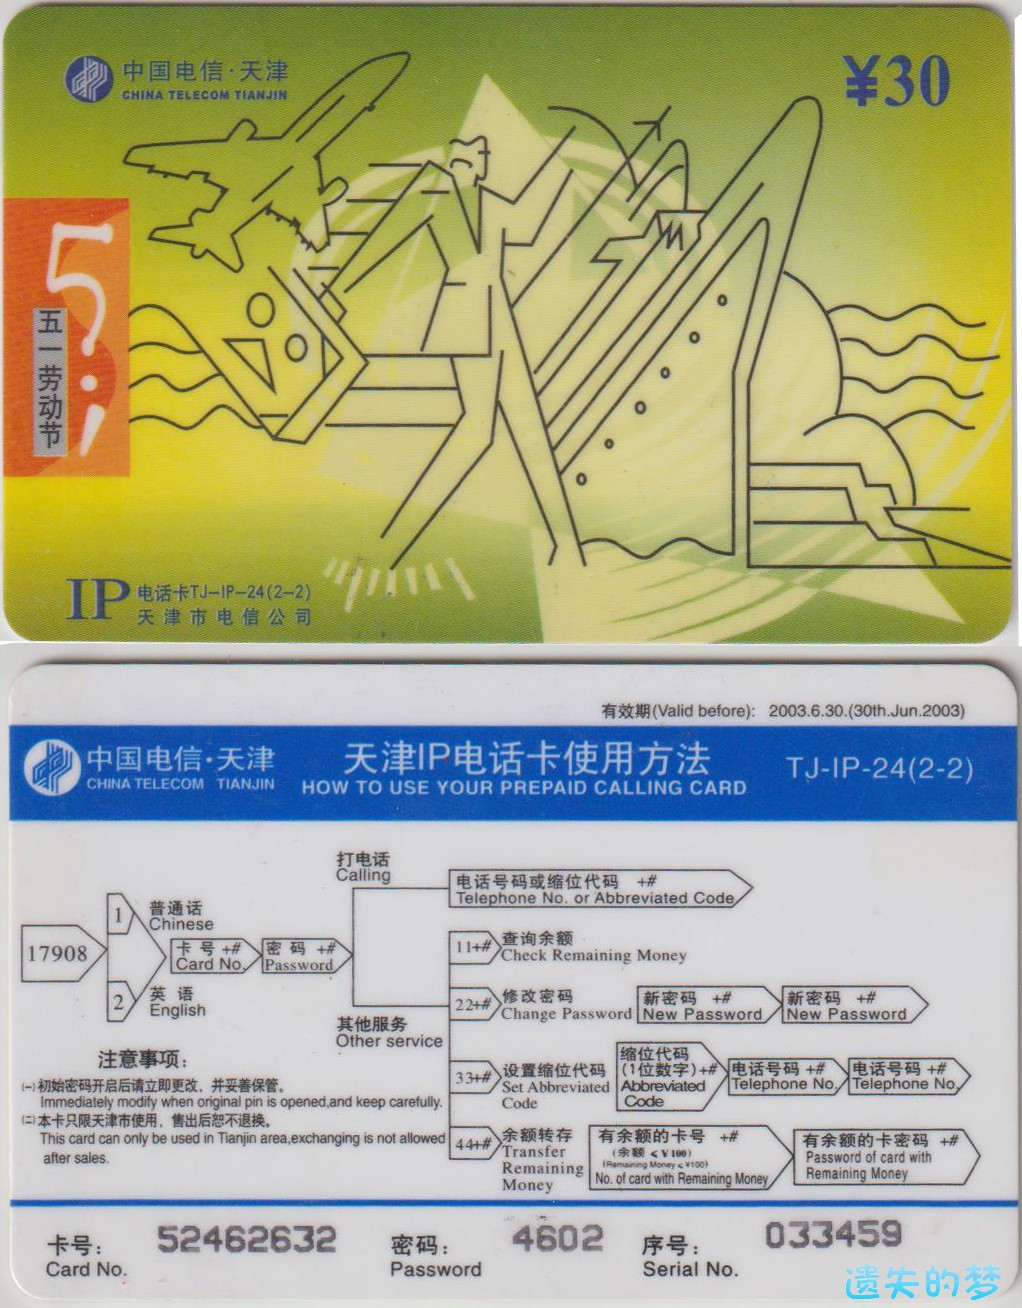 中国电信·天津
CHINA TELECOM TIANJIN
¥30
5.1
五一劳动节
IP 电话卡TJ-IP-24(2-2)
天津市电信公司
有效期(Valid before): 2003.6.30.(30th.Jun.2003)
中国电信·天津
CHINA TELECOM TIANJIN
天津IP电话卡使用方法
HOW TO USE YOUR PREPAID CALLING CARD
TJ-IP-24(2-2)
17908
1
普通话
Chinese
2
英语
English
卡号 +#
Card No.
密码 +#
Password
打电话
Calling
电话号码或缩位代码 +#
Telephone No. or Abbreviated Code
其他服务
Other service
11+#
查询余额
Check Remaining Money
22+#
修改密码
Change Password
新密码 +#
New Password
新密码 +#
New Password
33+#
设置缩位代码
Set Abbreviated
Code
缩位代码
(1位数字)+#
Abbreviated
Code
电话号码 +#
Telephone No.
电话号码 +#
Telephone No.
44+#
余额转存
Transfer
Remaining
Money
有余额的卡号 +#
(余额≤¥100)
(Remaining Money≤¥100)
No. of card with Remaining Money
有余额的卡密码 +#
Password of card with
Remaining Money
注意事项:
(一)初始密码开启后请立即更改，并妥善保管。
Immediately modify when original pin is opened,and keep carefully.
(二)本卡只限天津市使用，售出后恕不退换。
This card can only be used in Tianjin area,exchanging is not allowed
after sales.
卡号:
Card No.
52462632
密码:
Password
4602
序号:
Serial No.
033459
遗失的梦